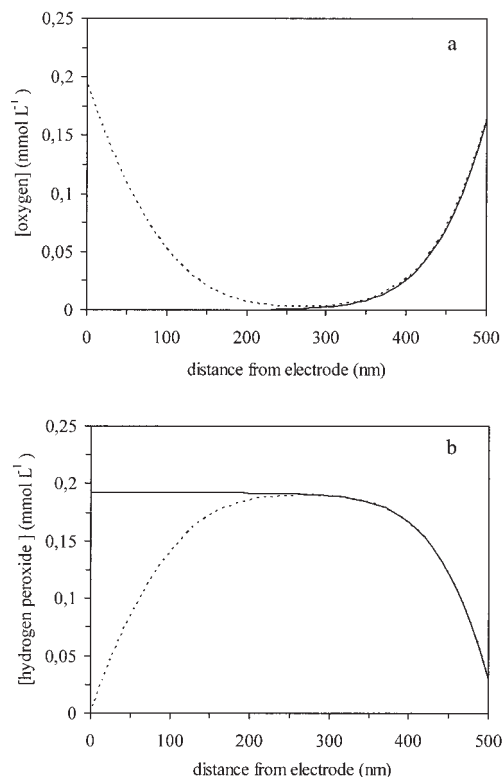 a
0,25
0,2
0,15
0,1
0,05
0
[oxygen] (mmol L⁻¹)
0 100 200 300 400 500
distance from electrode (nm)
b
0,25
0,2
0,15
0,1
0,05
0
[hydrogen peroxide ] (mmol L⁻¹)
0 100 200 300 400 500
distance from electrode (nm)